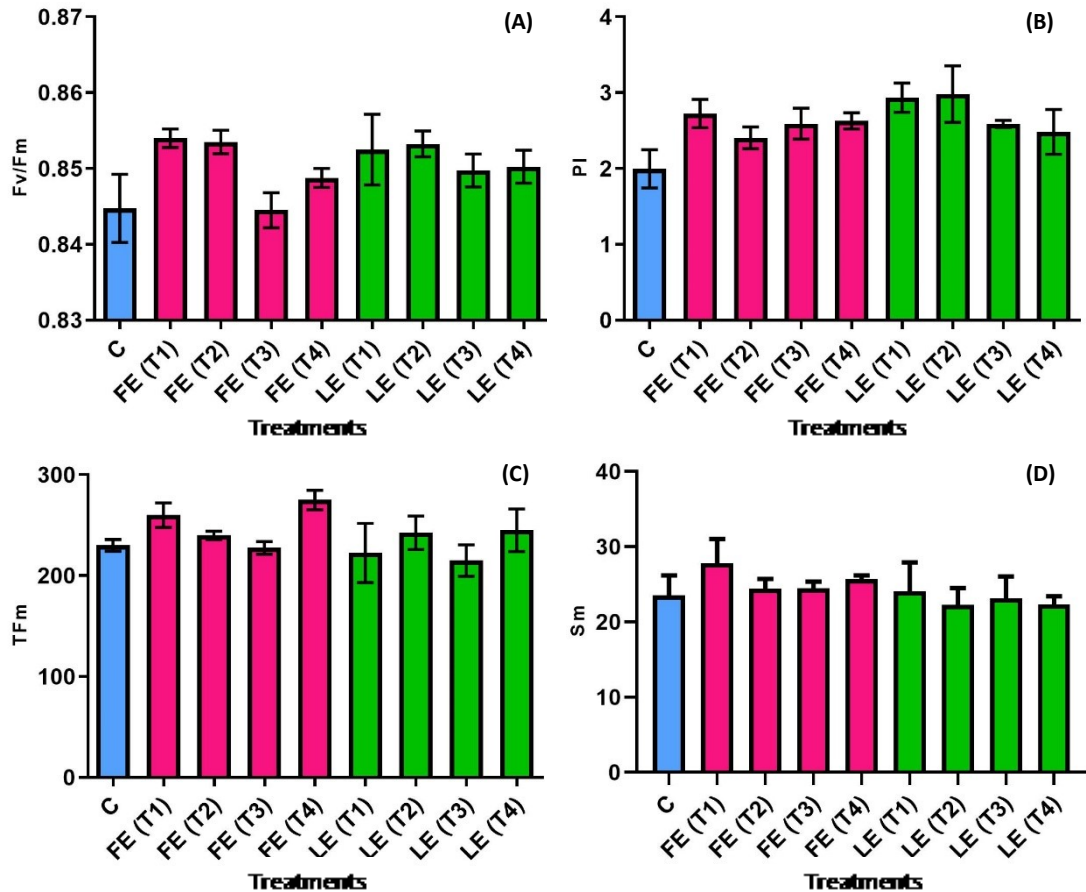 (A)
Fv/Fm
0.87
0.86
0.85
0.84
0.83
C
FE (T1)
FE (T2)
FE (T3)
FE (T4)
LE (T1)
LE (T2)
LE (T3)
LE (T4)
Treatments
(B)
PI
4
3
2
1
0
C
FE (T1)
FE (T2)
FE (T3)
FE (T4)
LE (T1)
LE (T2)
LE (T3)
LE (T4)
Treatments
(C)
TFm
300
200
100
0
C
FE (T1)
FE (T2)
FE (T3)
FE (T4)
LE (T1)
LE (T2)
LE (T3)
LE (T4)
Treatments
(D)
Sm
40
30
20
10
0
C
FE (T1)
FE (T2)
FE (T3)
FE (T4)
LE (T1)
LE (T2)
LE (T3)
LE (T4)
Treatments